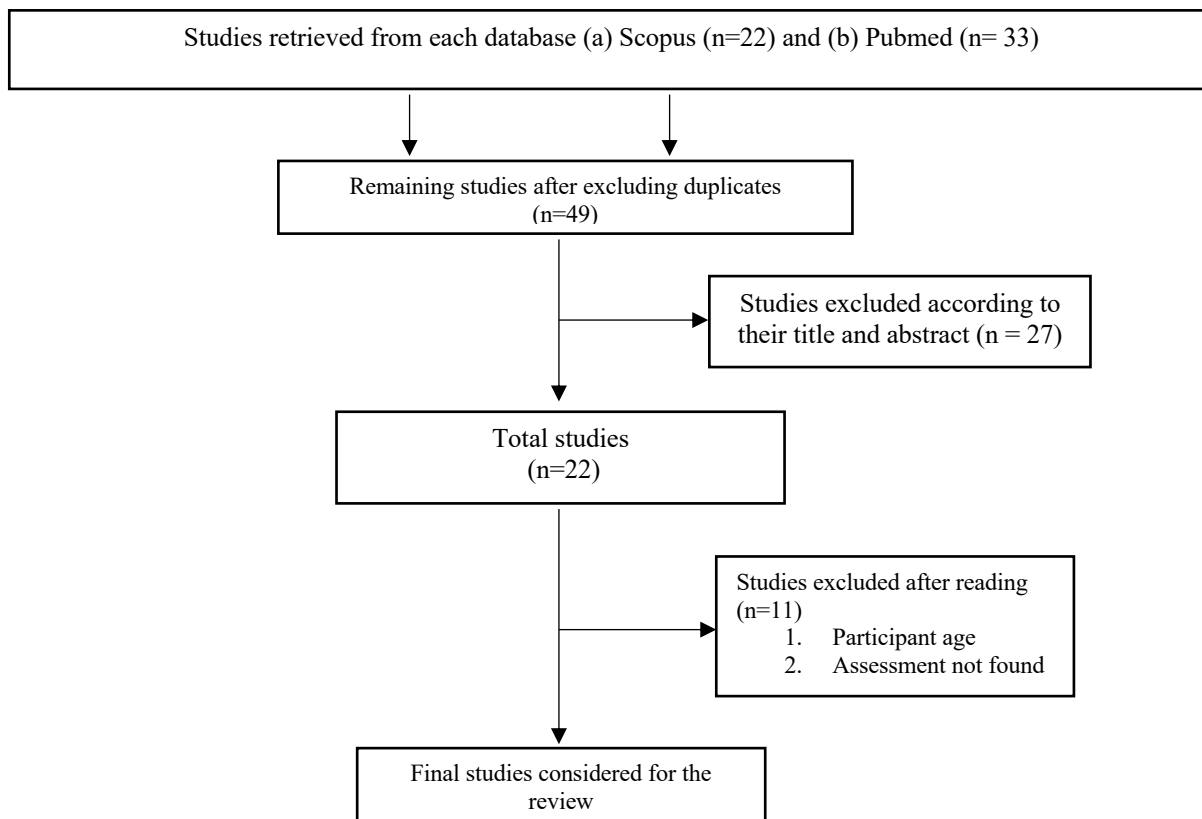 Studies retrieved from each database (a) Scopus (n=22) and (b) Pubmed (n= 33)
Remaining studies after excluding duplicates
(n=49)
Studies excluded according to
their title and abstract (n = 27)
Total studies
(n=22)
Studies excluded after reading
(n=11)
1. Participant age
2. Assessment not found
Final studies considered for the
review